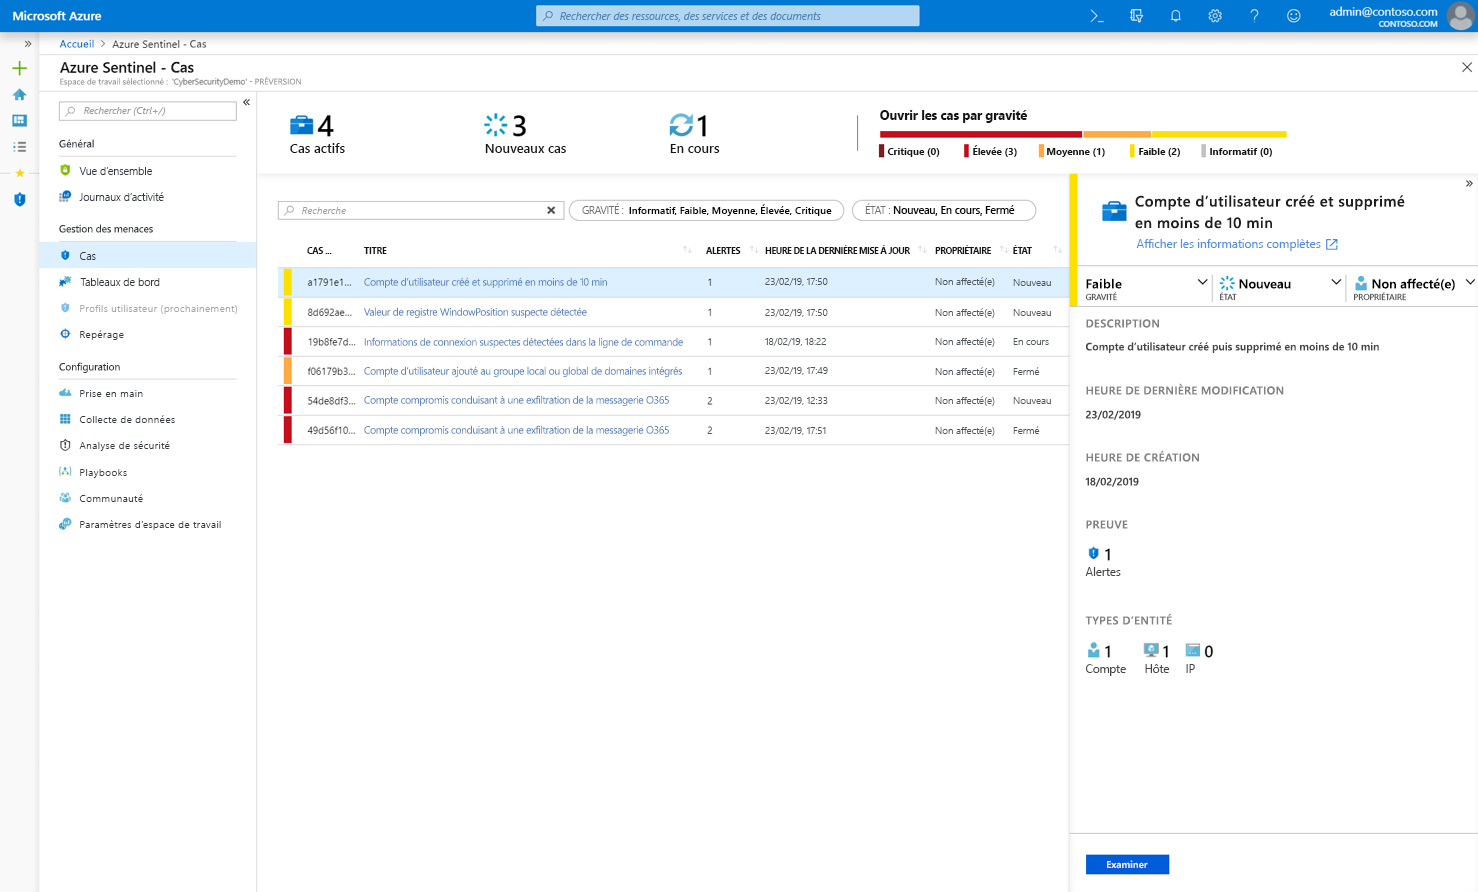 Microsoft Azure
Rechercher des ressources, des services et des documents
admin@contoso.com
CONTOSO.COM
Accueil > Azure Sentinel - Cas
Azure Sentinel - Cas
Espace de travail sélectionné : 'CyberSecurityDemo' - PRÉVERSION
Rechercher (Ctrl+/)
Général
Vue d'ensemble
Journaux d'activité
Gestion des menaces
Cas
Tableaux de bord
Profils utilisateur (prochainement)
Repérage
Configuration
Prise en main
Collecte de données
Analyse de sécurité
Playbooks
Communauté
Paramètres d'espace de travail
4
Cas actifs
3
Nouveaux cas
1
En cours
Ouvrir les cas par gravité
Critique (0) Élevée (3) Moyenne (1) Faible (2) Informatif (0)
Recherche
GRAVITÉ : Informatif, Faible, Moyenne, Élevée, Critique
ÉTAT : Nouveau, En cours, Fermé
CAS ... TITRE ALERTES HEURE DE LA DERNIÈRE MISE À JOUR PROPRIÉTAIRE ÉTAT
a1791e1... Compte d'utilisateur créé et supprimé en moins de 10 min 1 23/02/19, 17:50 Non affecté(e) Nouveau
8d692ae... Valeur de registre WindowPosition suspecte détectée 1 23/02/19, 17:50 Non affecté(e) Nouveau
19b8fe7d... Informations de connexion suspectes détectées dans la ligne de commande 1 18/02/19, 18:22 Non affecté(e) En cours
f06179b3... Compte d'utilisateur ajouté au groupe local ou global de domaines intégrés 1 23/02/19, 17:49 Non affecté(e) Fermé
54de8df3... Compte compromis conduisant à une exfiltration de la messagerie O365 2 23/02/19, 12:33 Non affecté(e) Nouveau
49d56f10... Compte compromis conduisant à une exfiltration de la messagerie O365 2 23/02/19, 17:51 Non affecté(e) Fermé
Compte d'utilisateur créé et supprimé
en moins de 10 min
Afficher les informations complètes
Faible
GRAVITÉ
Nouveau
ÉTAT
Non affecté(e)
PROPRIÉTAIRE
DESCRIPTION
Compte d'utilisateur créé puis supprimé en moins de 10 min
HEURE DE DERNIÈRE MODIFICATION
23/02/2019
HEURE DE CRÉATION
18/02/2019
PREUVE
1
Alertes
TYPES D'ENTITÉ
1 1 0
Compte Hôte IP
Examiner